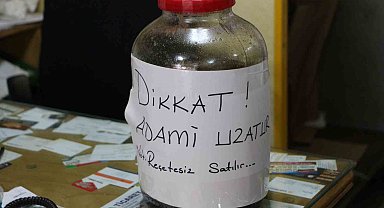 DİKKAT !
ADAMI UZATIR
Reçetesiz Satılır...